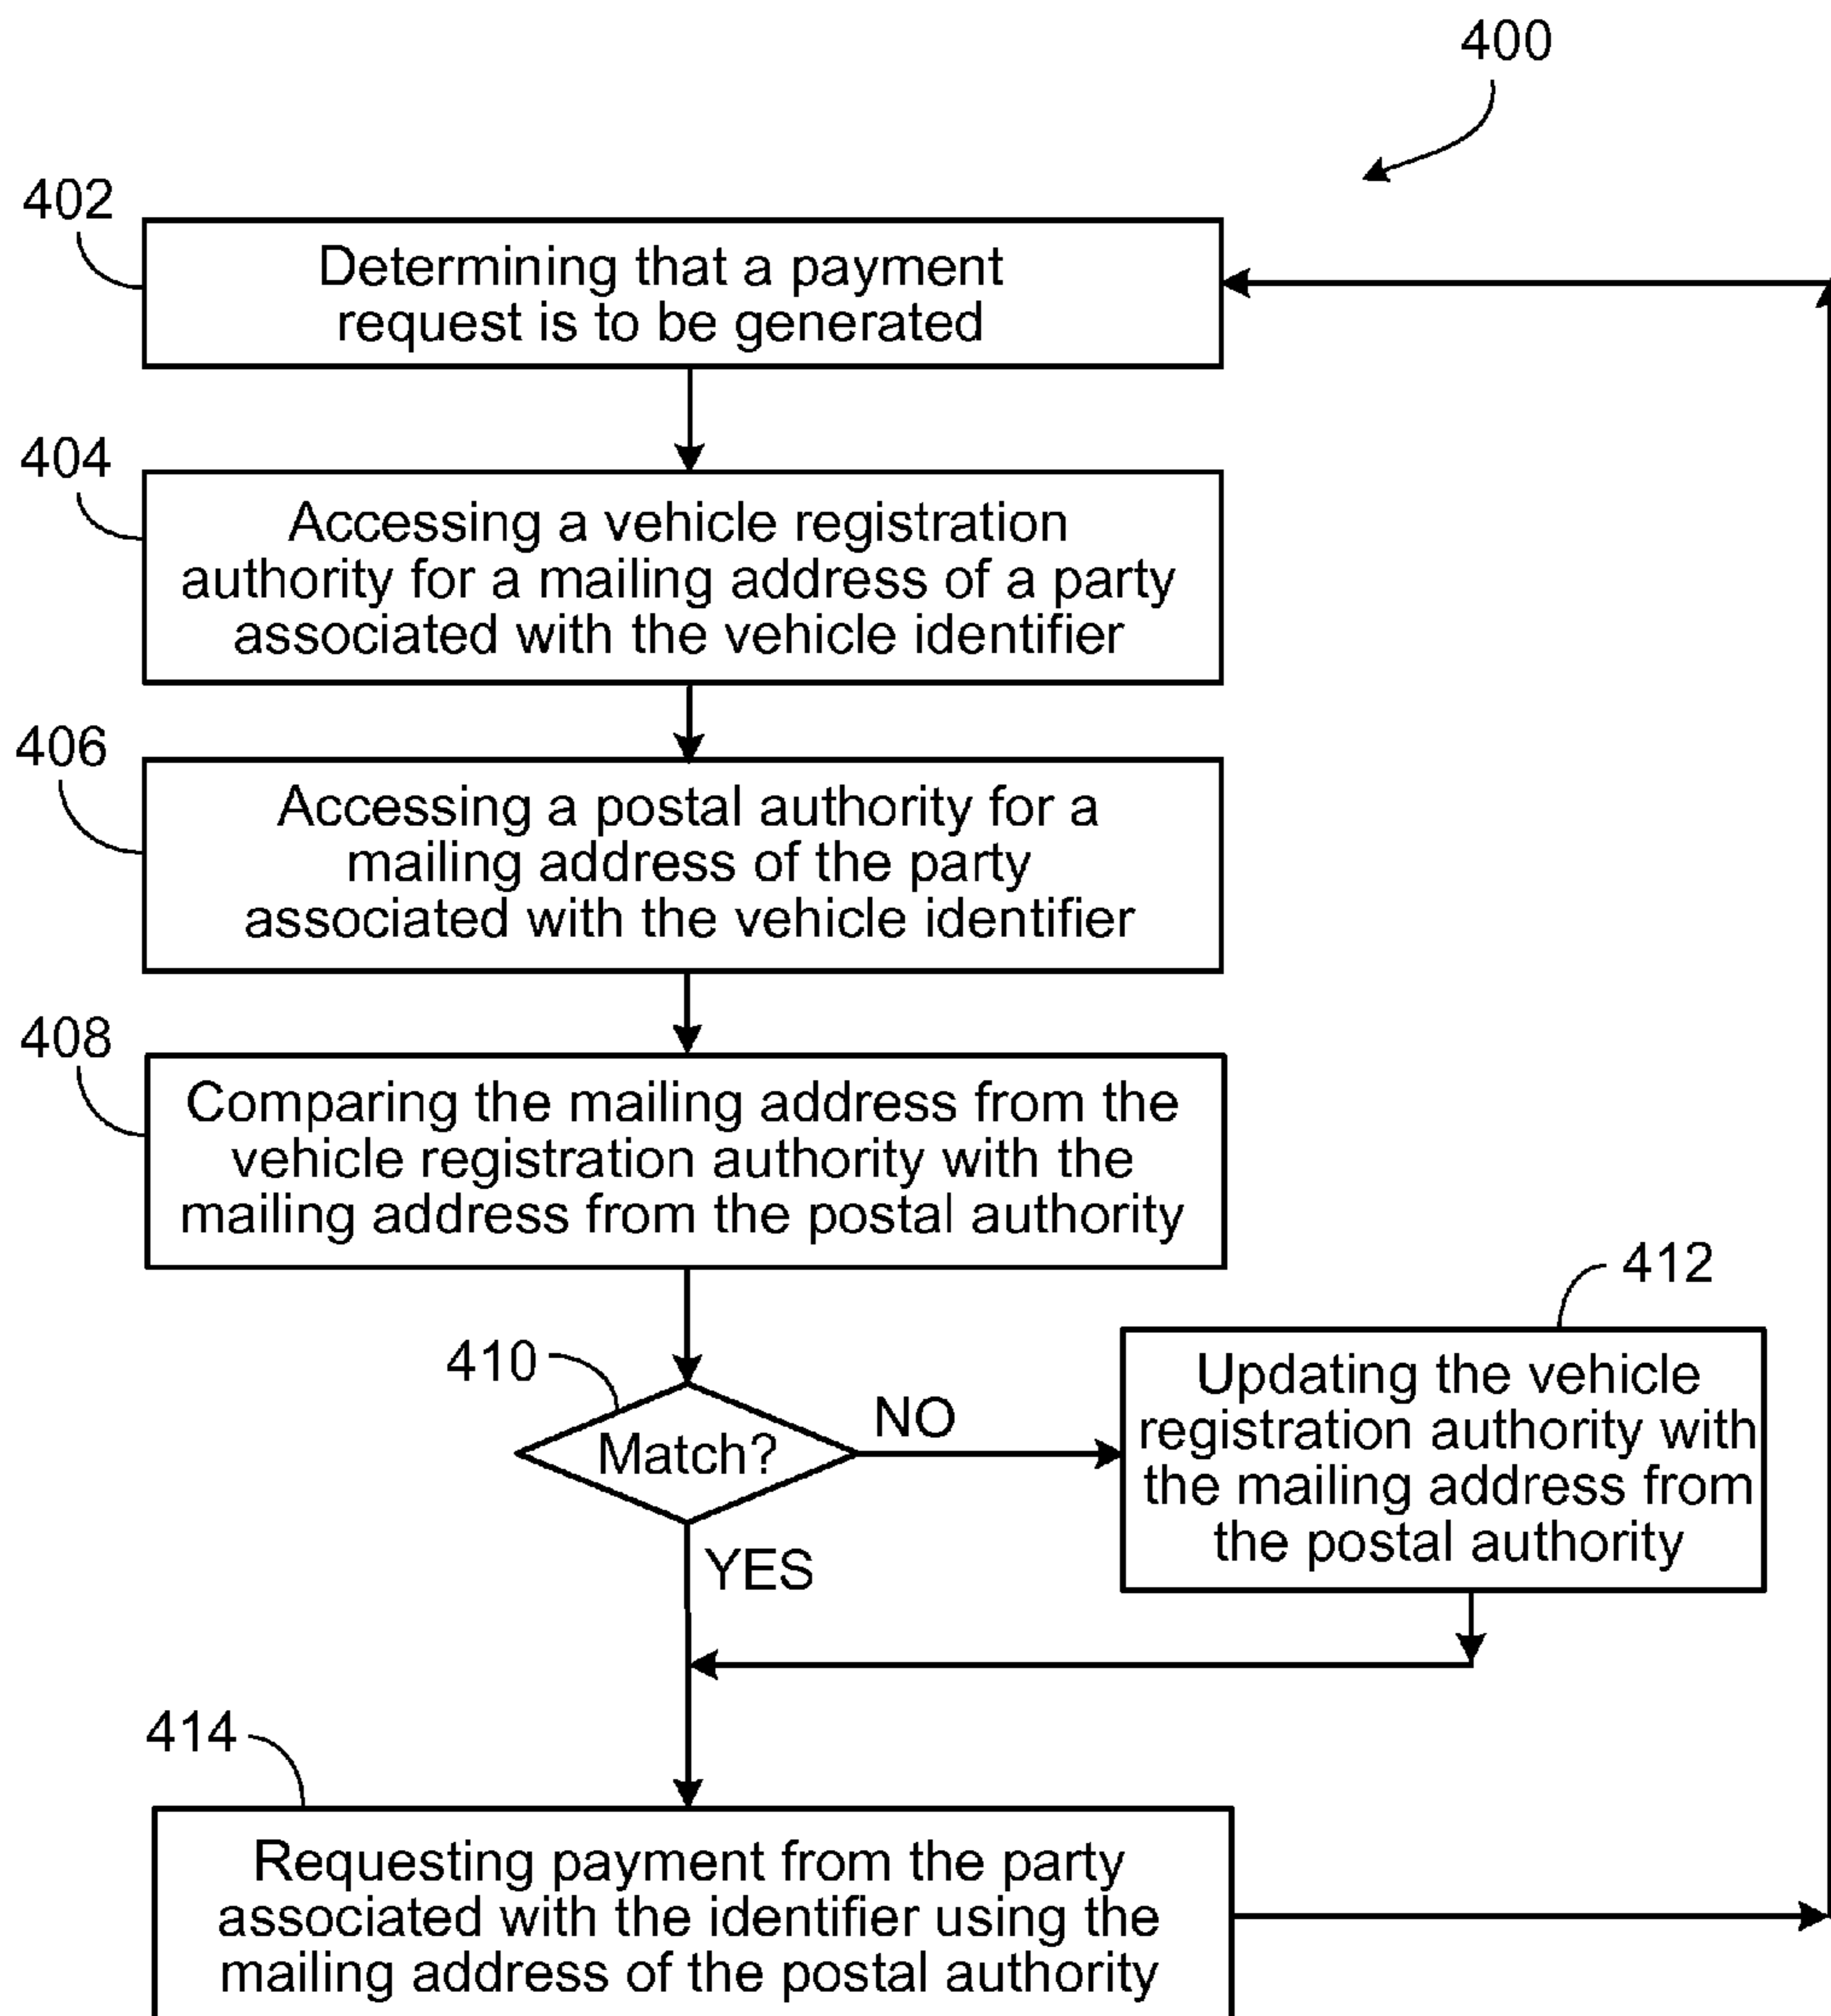 400
402
Determining that a payment
request is to be generated
404
Accessing a vehicle registration
authority for a mailing address of a party
associated with the vehicle identifier
406
Accessing a postal authority for a
mailing address of the party
associated with the vehicle identifier
408
Comparing the mailing address from the
vehicle registration authority with the
mailing address from the postal authority
410
Match?
NO
YES
412
Updating the vehicle
registration authority with
the mailing address from
the postal authority
414
Requesting payment from the party
associated with the identifier using the
mailing address of the postal authority